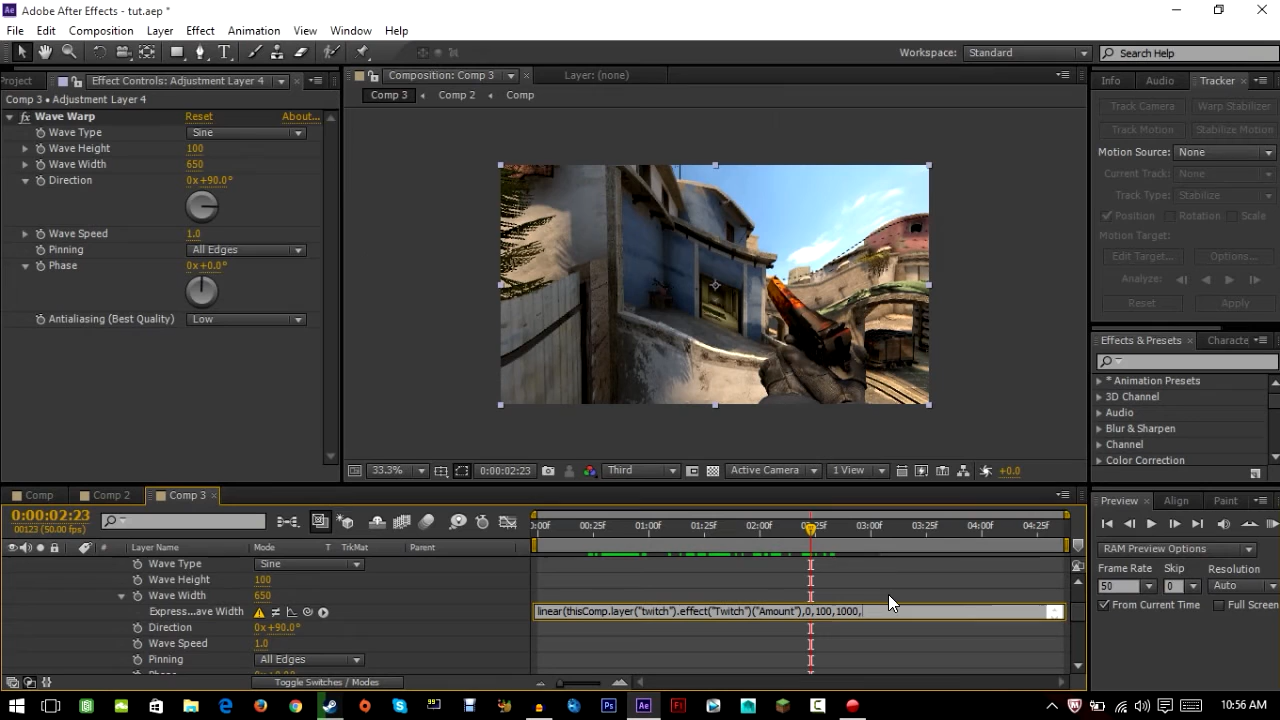 Adobe After Effects - tut.aep *
File Edit Composition Layer Effect Animation View Window Help
Workspace: Standard Search Help
Project Effect Controls: Adjustment Layer 4 Composition: Comp 3 Layer: (none) Info Audio Tracker
Comp 3 • Adjustment Layer 4 Comp 3 Comp 2 Comp
fx Wave Warp Reset About...
Wave Type Sine
Wave Height 100
Wave Width 650
Direction 0x+90.0°
Wave Speed 1.0
Pinning All Edges
Phase 0x+0.0°
Antialiasing (Best Quality) Low
Track Camera Warp Stabilizer
Track Motion Stabilize Motion
Motion Source: None
Current Track: None
Track Type: Stabilize
Position Rotation Scale
Motion Target:
Edit Target... Options...
Analyze:
Reset Apply
Effects & Presets Characte
* Animation Presets
3D Channel
Audio
Blur & Sharpen
Channel
Color Correction
33.3% 0:00:02:23 Third Active Camera 1 View +0.0
Comp Comp 2 Comp 3
0:00:02:23
00123 (50.00 fps)
:00f 00:25f 01:00f 01:25f 02:00f 02:25f 03:00f 03:25f 04:00f 04:25f
# Layer Name Mode T TrkMat Parent
Wave Type Sine
Wave Height 100
Wave Width 650
Express...ave Width linear(thisComp.layer("twitch").effect("Twitch")("Amount"),0,100,1000,
Direction 0x+90.0°
Wave Speed 1.0
Pinning All Edges
Toggle Switches / Modes
Preview Align Paint
RAM Preview Options
Frame Rate Skip Resolution
50 0 Auto
From Current Time Full Screen
10:56 AM